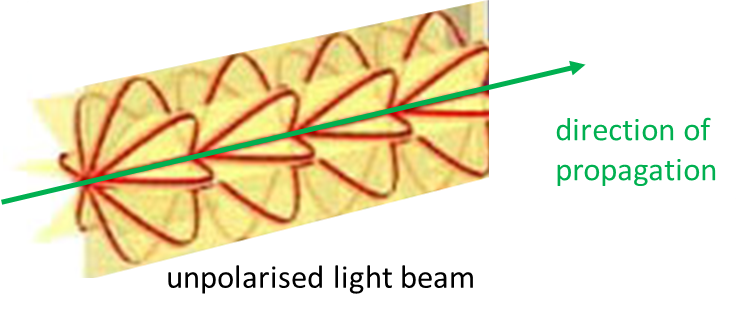 direction of
propagation
unpolarised light beam